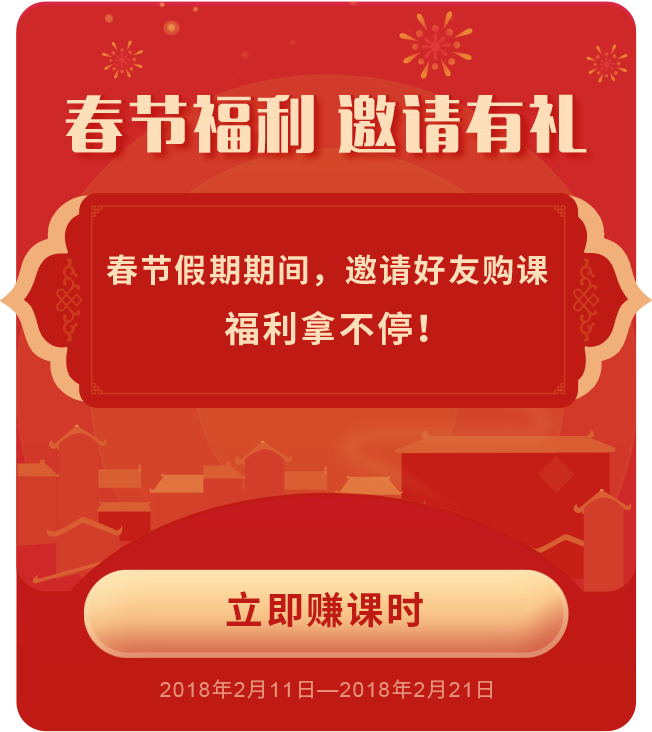 春节福利 邀请有礼
春节假期期间，邀请好友购课
福利拿不停！
立即赚课时
2018年2月11日—2018年2月21日